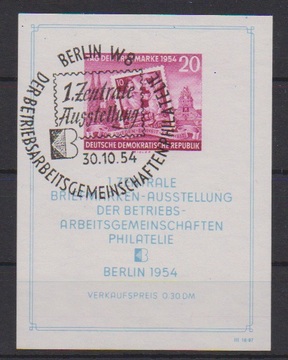 BERLIN W8
DER BETRIEBSARBEITSGEMEINSCHAFTEN PHILATELIE
1. Zentrale
Ausstellung
30.10.54
TAG DER BRIEFMARKE 1954
20
DEUTSCHE DEMOKRATISCHE REPUBLIK
1. ZENTRALE
BRIEFMARKEN-AUSSTELLUNG
DER BETRIEBS-
ARBEITSGEMEINSCHAFTEN
PHILATELIE
BERLIN 1954
VERKAUFSPREIS 0.30 DM